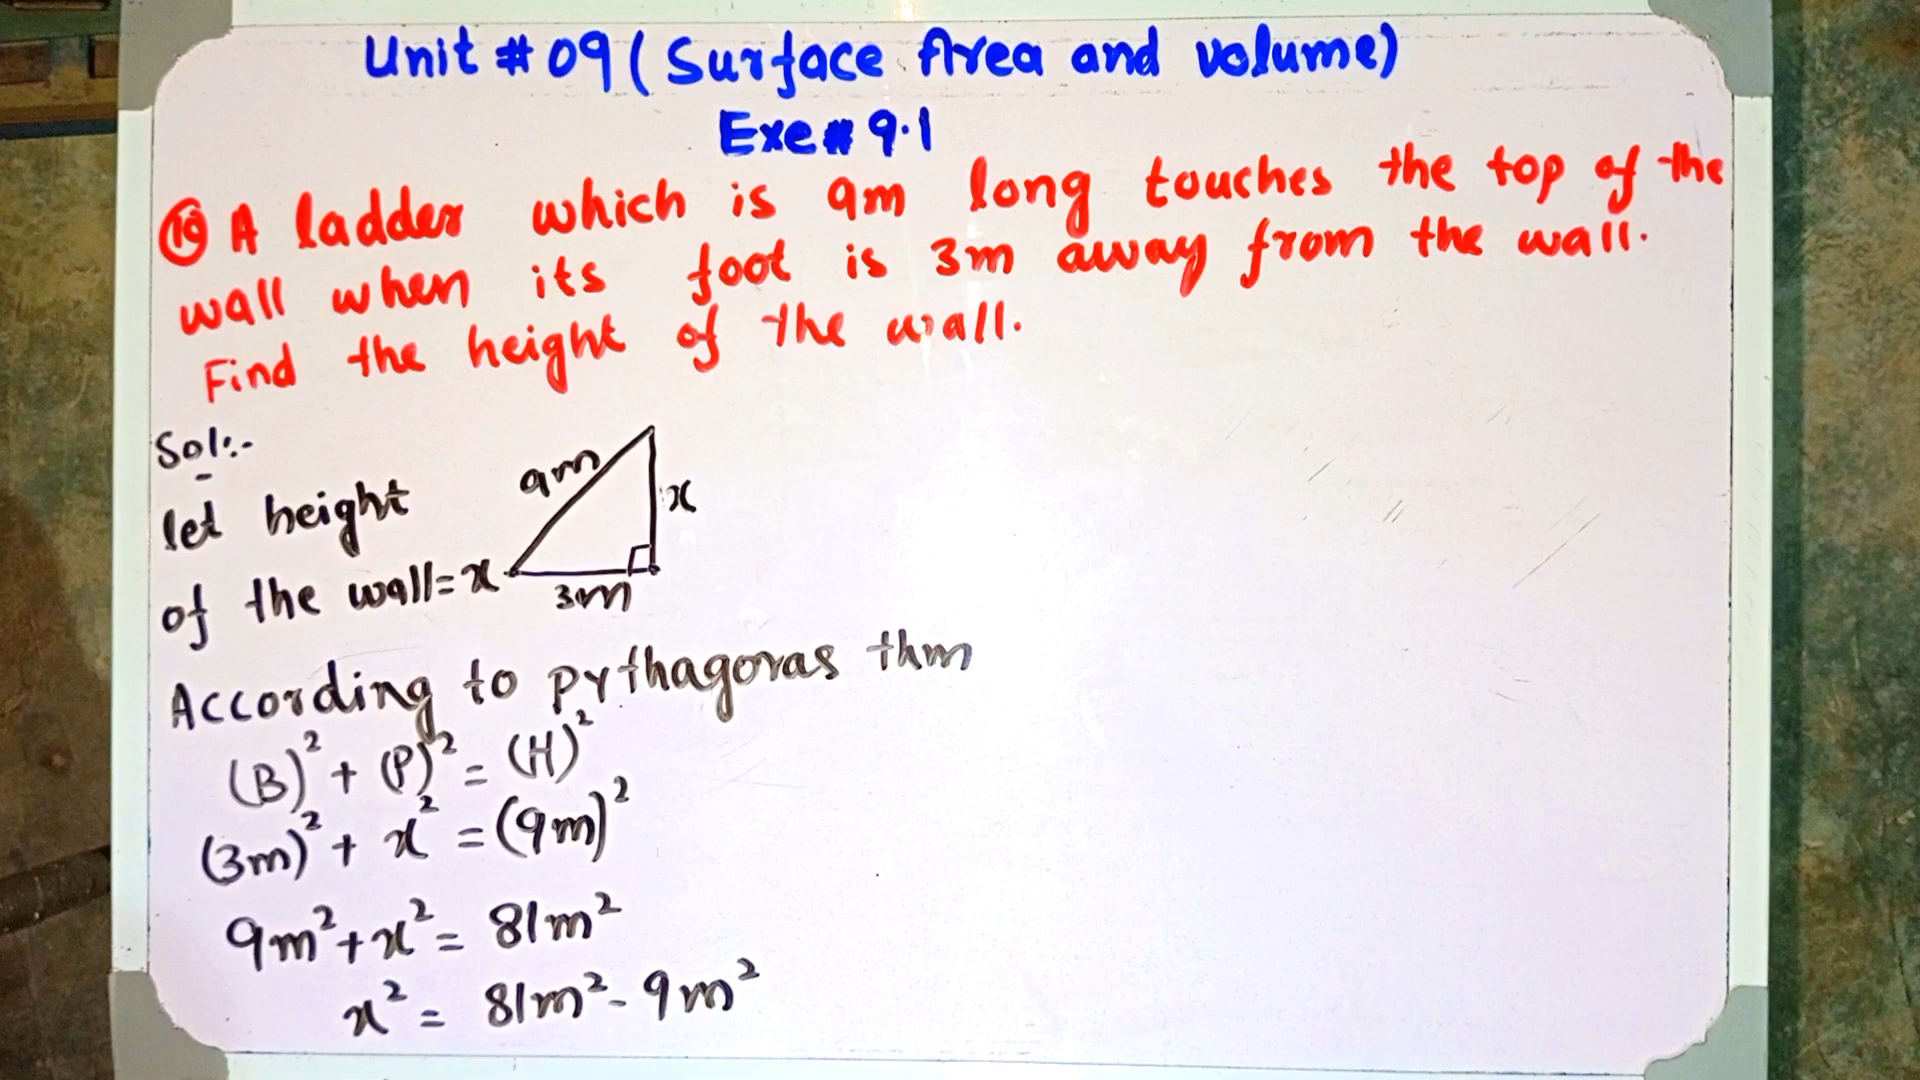 Unit # 09 (Surface Area and volume)
Exe # 9.1
A ladder which is 9m long touches the top of the
wall when its foot is 3m away from the wall.
Find the height of the wall.
Sol:-
let height
of the wall = x
9m
x
3m
According to pythagoras thm
(B)² + (P)² = (H)²
(3m)² + x² = (9m)²
9m² + x² = 81m²
x² = 81m² - 9m²